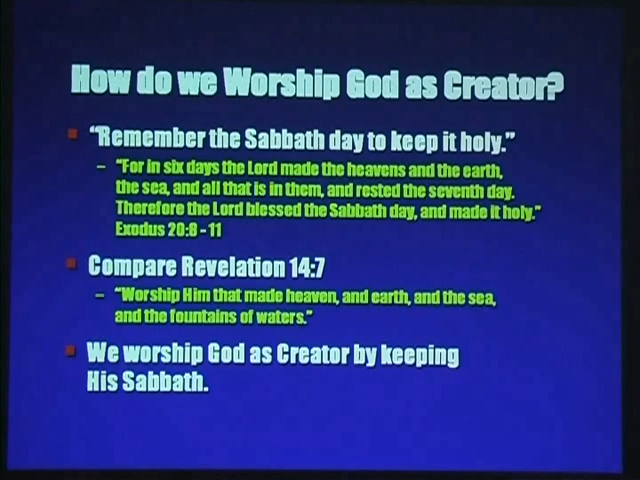 How do we Worship God as Creator?
"Remember the Sabbath day to keep it holy."
– "For in six days the Lord made the heavens and the earth,
the sea, and all that is in them, and rested the seventh day.
Therefore the Lord blessed the Sabbath day, and made it holy."
Exodus 20:8 - 11
Compare Revelation 14:7
– "Worship Him that made heaven, and earth, and the sea,
and the fountains of waters."
We worship God as Creator by keeping
His Sabbath.